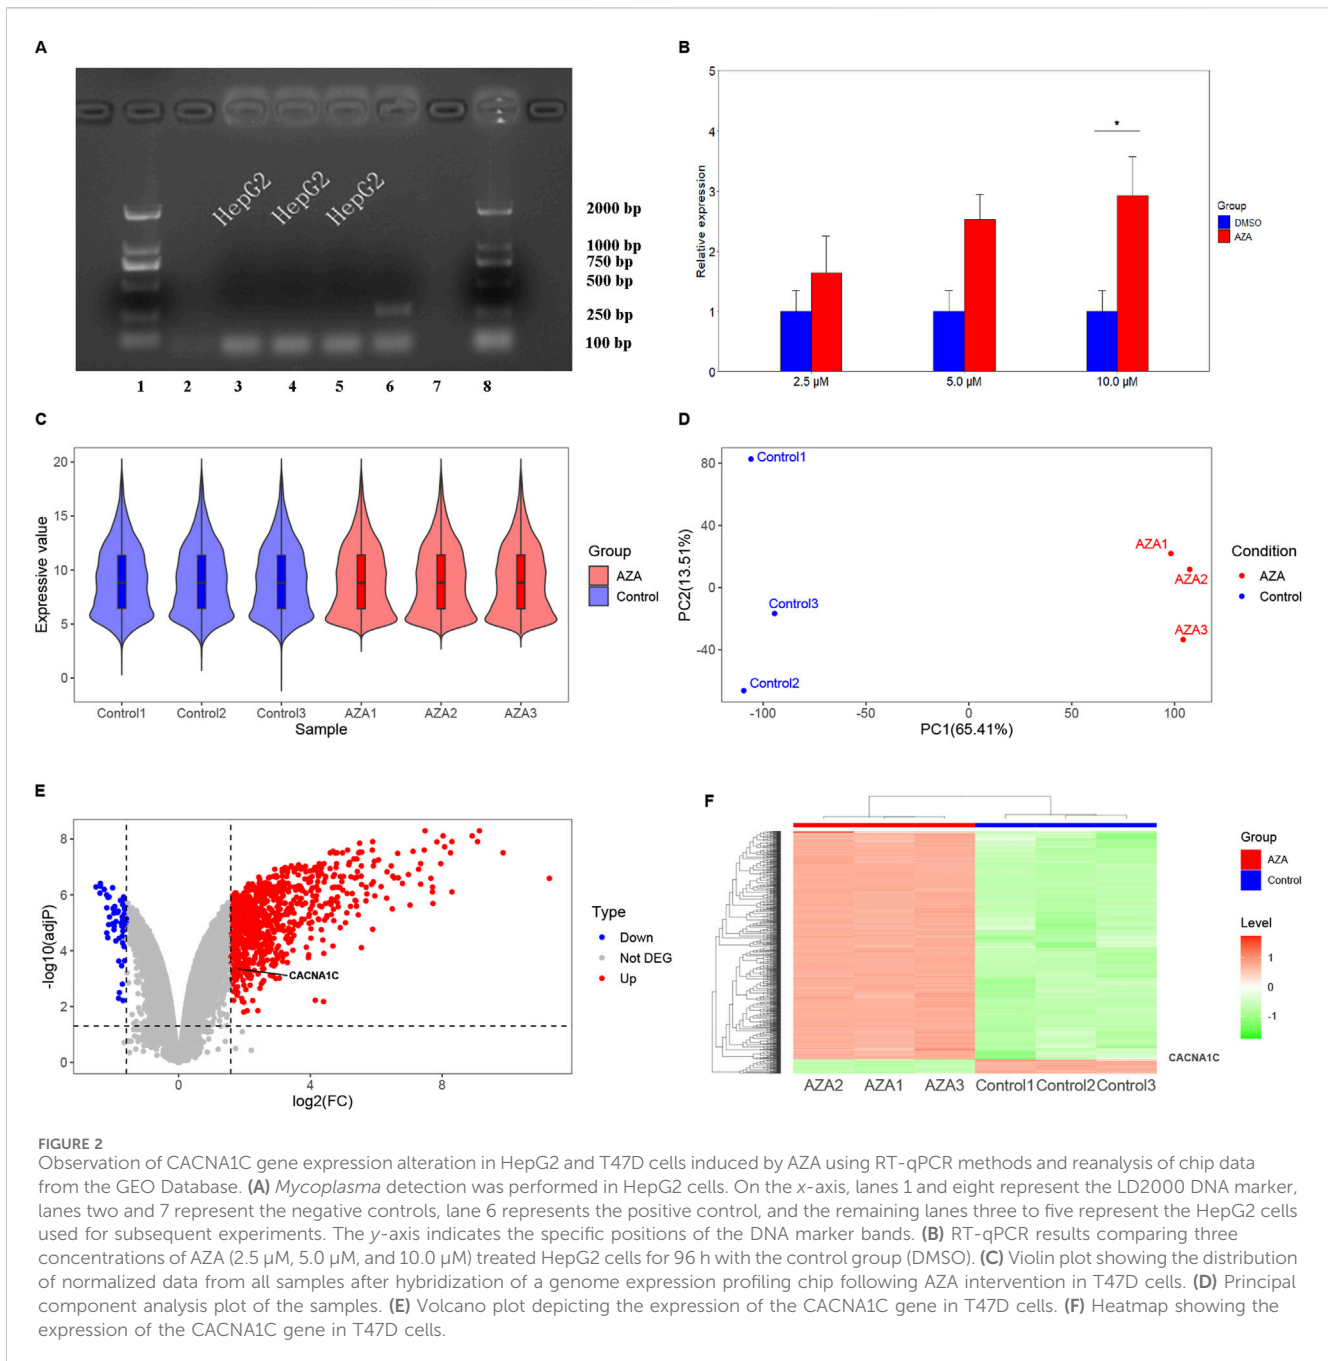 A
HepG2
HepG2
HepG2
2000 bp
1000 bp
750 bp
500 bp
250 bp
100 bp
1 2 3 4 5 6 7 8
B
Relative expression
5
4
3
2
1
0
*
2.5 µM 5.0 µM 10.0 µM
Group
DMSO
AZA
C
Expressive value
20
15
10
5
0
Control1 Control2 Control3 AZA1 AZA2 AZA3
Sample
Group
AZA
Control
D
PC2(13.51%)
80
40
0
-40
Control1
Control3
Control2
AZA1
AZA2
AZA3
-100 -50 0 50 100
PC1(65.41%)
Condition
AZA
Control
E
-log10(adjP)
8
6
4
2
0
CACNA1C
0 4 8
log2(FC)
Type
Down
Not DEG
Up
F
CACNA1C
AZA2 AZA1 AZA3 Control1 Control2 Control3
Group
AZA
Control
Level
1
0
-1
FIGURE 2
Observation of CACNA1C gene expression alteration in HepG2 and T47D cells induced by AZA using RT-qPCR methods and reanalysis of chip data
from the GEO Database. (A) Mycoplasma detection was performed in HepG2 cells. On the x-axis, lanes 1 and eight represent the LD2000 DNA marker,
lanes two and 7 represent the negative controls, lane 6 represents the positive control, and the remaining lanes three to five represent the HepG2 cells
used for subsequent experiments. The y-axis indicates the specific positions of the DNA marker bands. (B) RT-qPCR results comparing three
concentrations of AZA (2.5 µM, 5.0 µM, and 10.0 µM) treated HepG2 cells for 96 h with the control group (DMSO). (C) Violin plot showing the distribution
of normalized data from all samples after hybridization of a genome expression profiling chip following AZA intervention in T47D cells. (D) Principal
component analysis plot of the samples. (E) Volcano plot depicting the expression of the CACNA1C gene in T47D cells. (F) Heatmap showing the
expression of the CACNA1C gene in T47D cells.